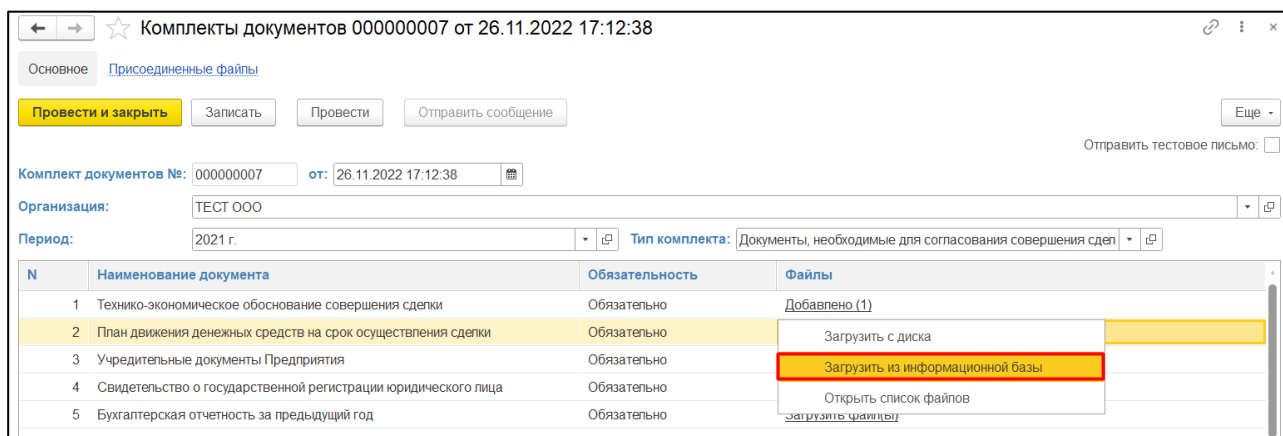 Комплекты документов 000000007 от 26.11.2022 17:12:38
Основное Присоединенные файлы
Провести и закрыть Записать Провести Отправить сообщение Еще
Отправить тестовое письмо:
Комплект документов №: 000000007 от: 26.11.2022 17:12:38
Организация: ТЕСТ ООО
Период: 2021 г. Тип комплекта: Документы, необходимые для согласования совершения сдел
N Наименование документа Обязательность Файлы
1 Технико-экономическое обоснование совершения сделки Обязательно Добавлено (1)
2 План движения денежных средств на срок осуществления сделки Обязательно
Загрузить с диска
3 Учредительные документы Предприятия Обязательно
Загрузить из информационной базы
4 Свидетельство о государственной регистрации юридического лица Обязательно
Открыть список файлов
5 Бухгалтерская отчетность за предыдущий год Обязательно Загрузить файл(ы)